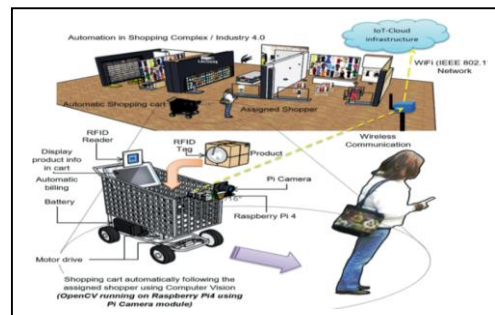 Automation in Shopping Complex / Industry 4.0
IoT-Cloud
infrastructure
WiFi (IEEE 802.1
Network
Automatic Shopping cart
Assigned Shopper
Wireless
Communication
RFID
Reader
RFID
Tag
Product
Display
product info
in cart
Automatic
billing
Battery
Pi Camera
Raspberry Pi 4
Motor drive
Shopping cart automatically following the
assigned shopper using Computer Vision
(OpenCV running on Raspberry Pi4 using
Pi Camera module)